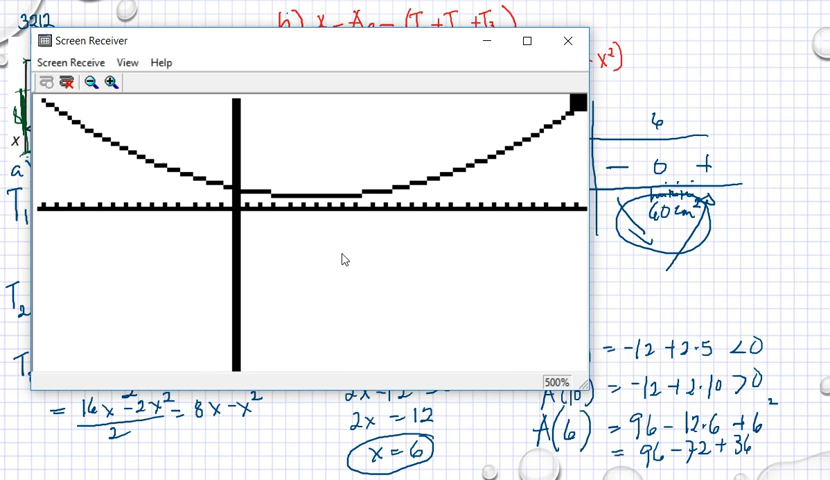 3212
b) x - A
- (T + T + T₃)
Screen Receiver
Screen Receive View Help
x²)
6
8
x
a)
- 0 +
60 cm²
T₁
T₂
T
500%
= -12 + 2·5 < 0
2x - 12
A(10) = -12 + 2·10 > 0
= 16x - 2x² / 2 = 8x - x²
2x = 12
A(6) = 96 - 12·6 + 6²
x = 6
= 96 - 72 + 36